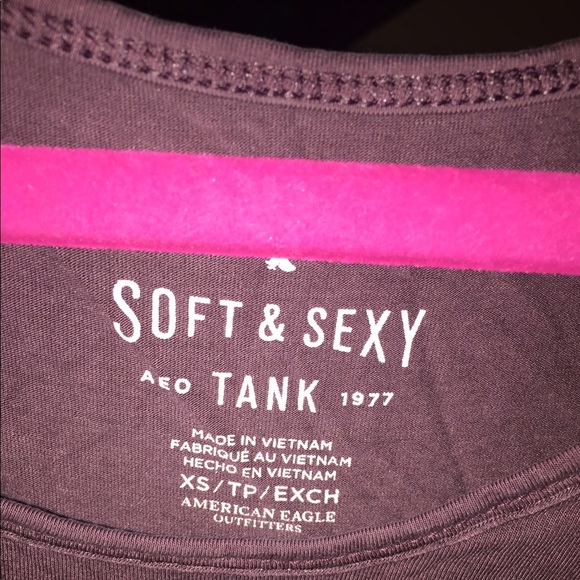 SOFT & SEXY
AEO TANK 1977
MADE IN VIETNAM
FABRIQUÉ AU VIETNAM
HECHO EN VIETNAM
XS/TP/EXCH
AMERICAN EAGLE
OUTFITTERS